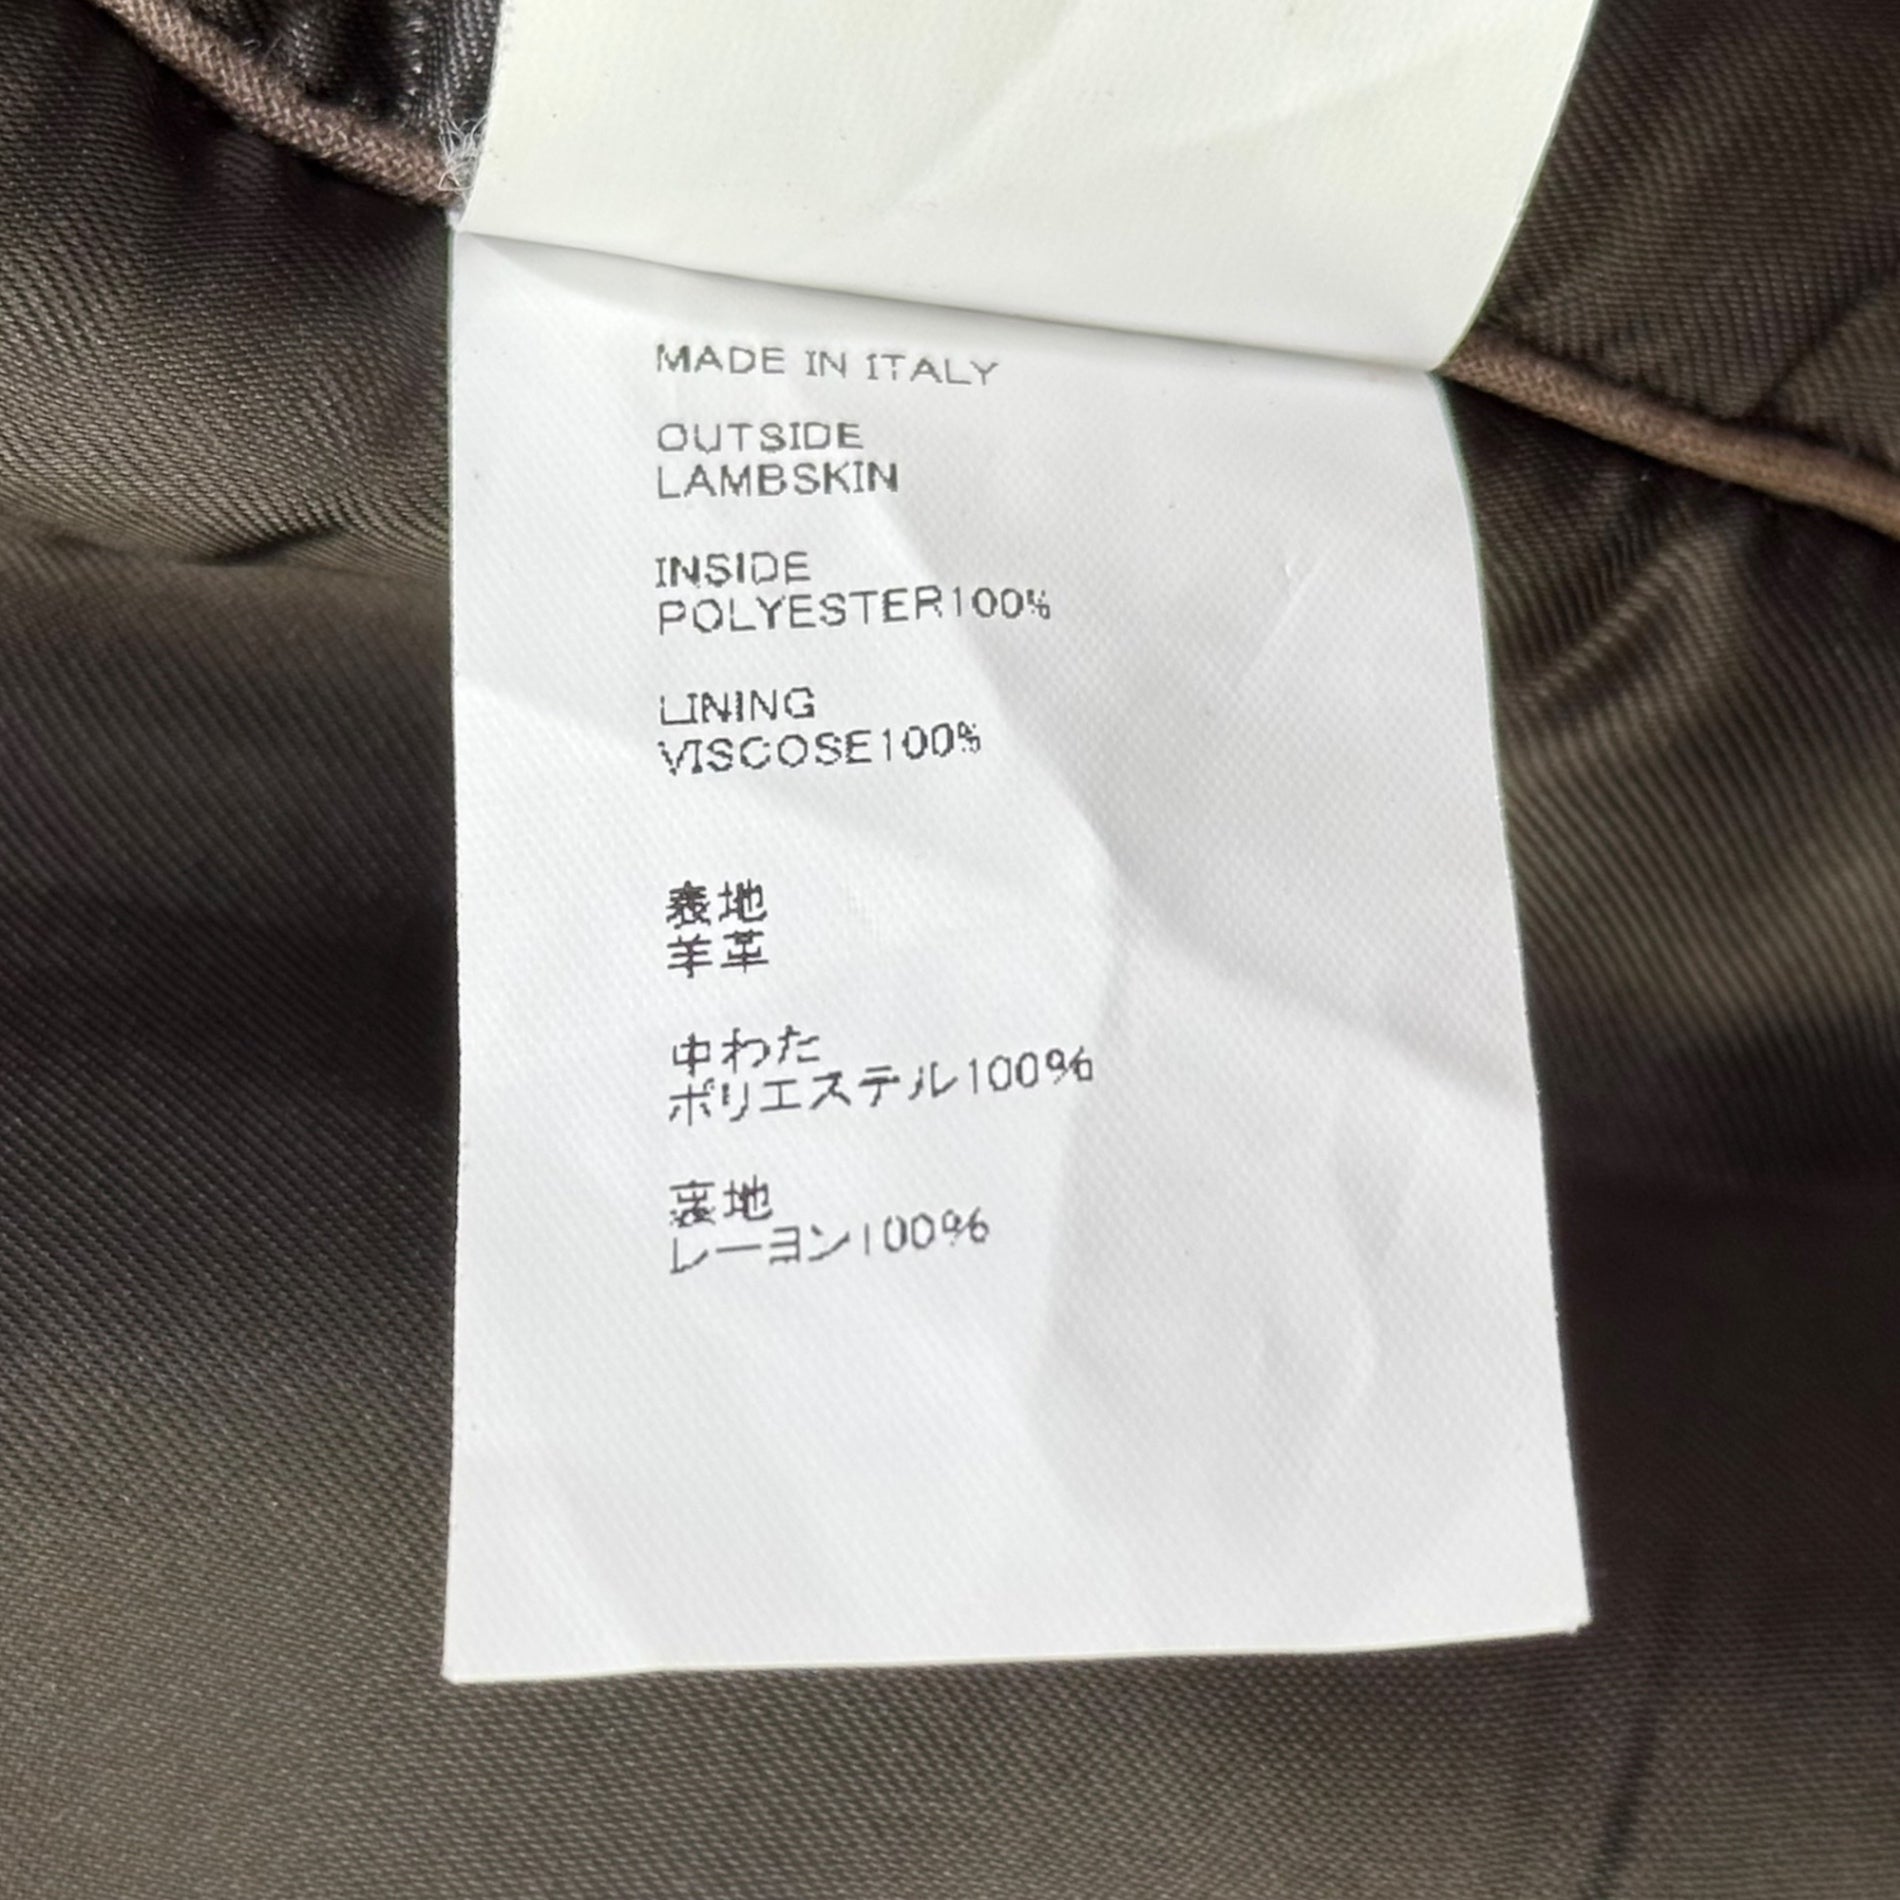 MADE IN ITALY
OUTSIDE
LAMBSKIN
INSIDE
POLYESTER100%
LINING
VISCOSE100%
表地
羊革
中わた
ポリエステル100%
裏地
レーヨン100%